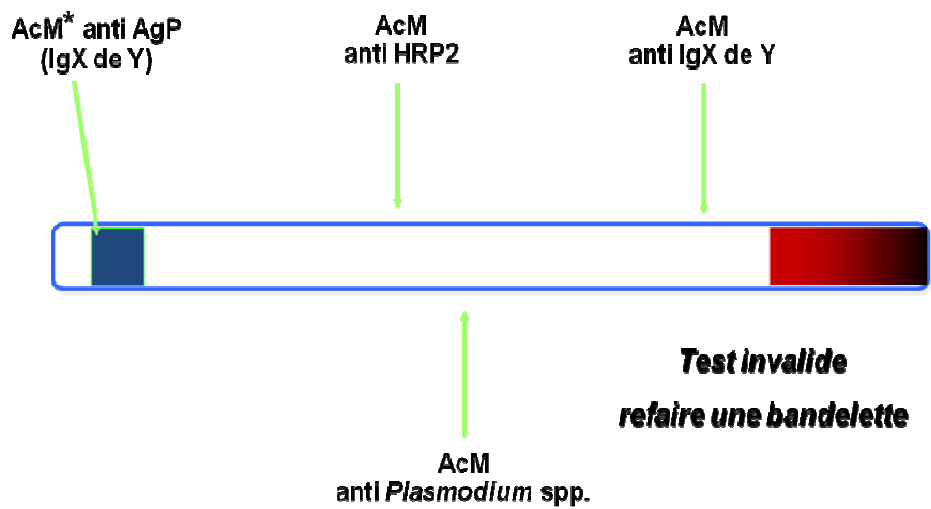 AcM* anti AgP
(IgX de Y)
AcM
anti HRP2
AcM
anti IgX de Y
Test invalide
refaire une bandelette
AcM
anti Plasmodium spp.